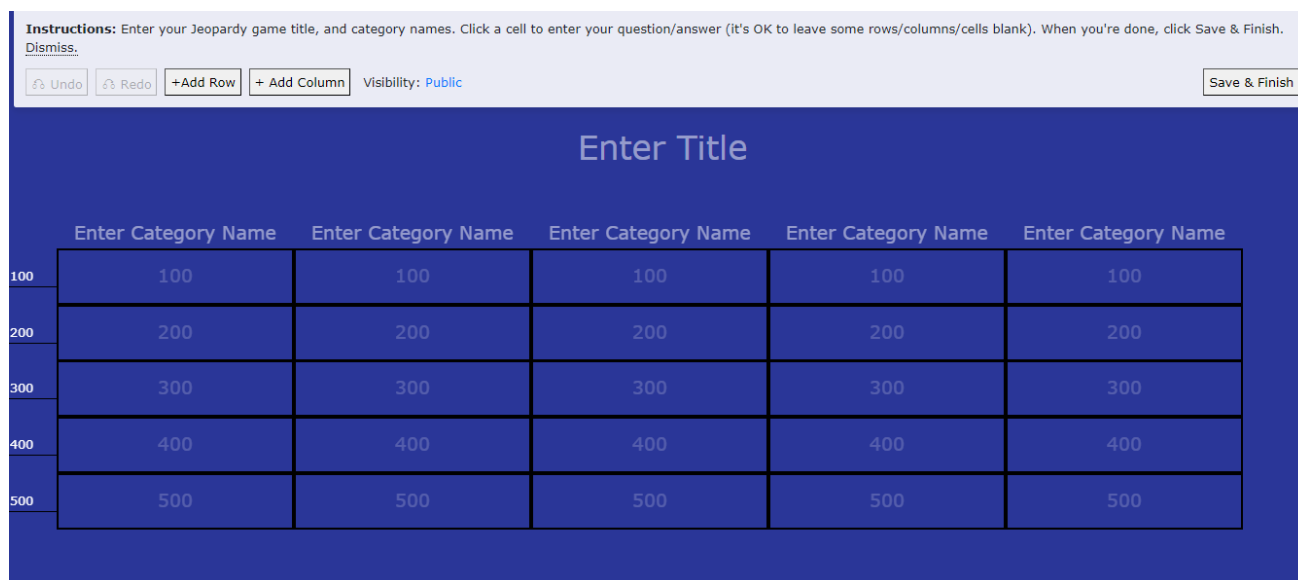 Instructions: Enter your Jeopardy game title, and category names. Click a cell to enter your question/answer (it's OK to leave some rows/columns/cells blank). When you're done, click Save & Finish.
Dismiss.
Undo Redo +Add Row + Add Column Visibility: Public Save & Finish
Enter Title
Enter Category Name Enter Category Name Enter Category Name Enter Category Name Enter Category Name
100 100 100 100 100 100
200 200 200 200 200 200
300 300 300 300 300 300
400 400 400 400 400 400
500 500 500 500 500 500